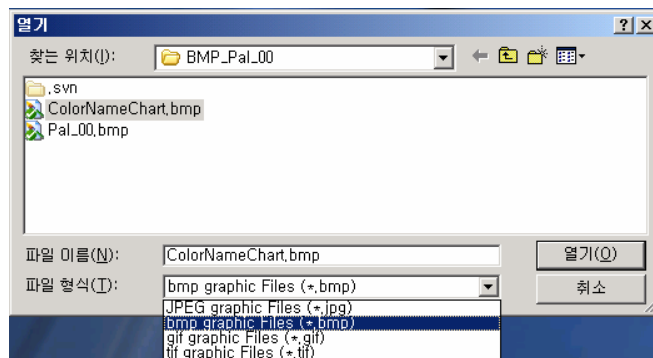 열기
찾는 위치(I): BMP_Pal_00
.svn
ColorNameChart.bmp
Pal_00.bmp
파일 이름(N): ColorNameChart.bmp 열기(O)
파일 형식(T): bmp graphic Files (*.bmp) 취소
JPEG graphic Files (*.jpg)
bmp graphic Files (*.bmp)
gif graphic Files (*.gif)
tif graphic Files (*.tif)